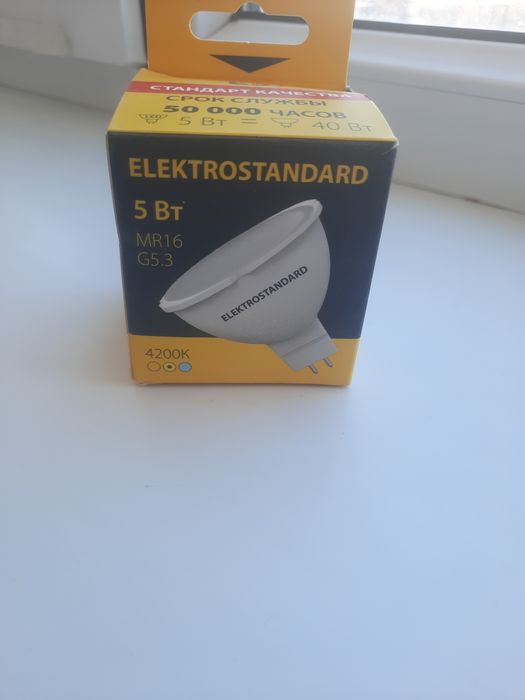 СТАНДАРТ КАЧЕСТВА
СРОК СЛУЖБЫ
50 000 ЧАСОВ
LED 5 Вт = 40 Вт
ELEKTROSTANDARD
5 Вт
MR16
G5.3
ELEKTROSTANDARD
4200K